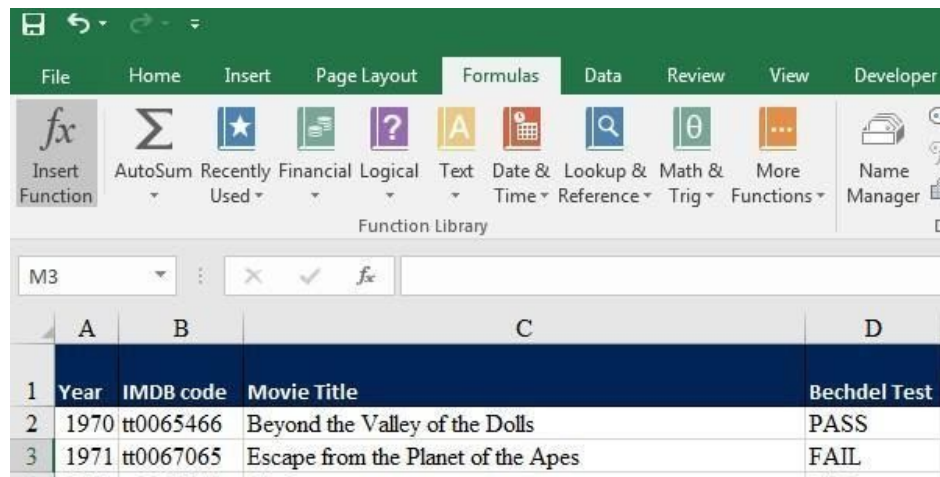 File Home Insert Page Layout Formulas Data Review View Developer
fx Σ ? A θ
Insert Function AutoSum Recently Used Financial Logical Text Date & Time Lookup & Reference Math & Trig More Functions Name Manager
Function Library
M3 fx
A B C D
1 Year IMDB code Movie Title Bechdel Test
2 1970 tt0065466 Beyond the Valley of the Dolls PASS
3 1971 tt0067065 Escape from the Planet of the Apes FAIL